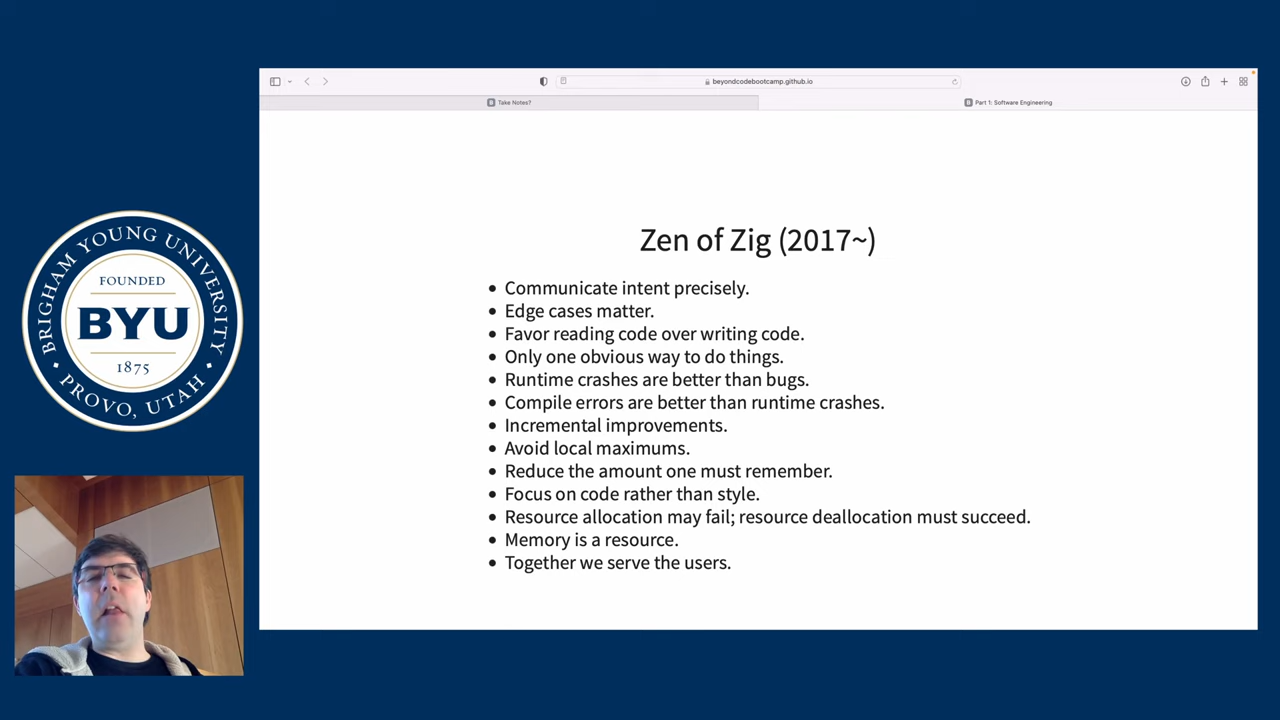 beyondcodebootcamp.github.io
Take Notes?
Part 1: Software Engineering
Zen of Zig (2017~)
• Communicate intent precisely.
• Edge cases matter.
• Favor reading code over writing code.
• Only one obvious way to do things.
• Runtime crashes are better than bugs.
• Compile errors are better than runtime crashes.
• Incremental improvements.
• Avoid local maximums.
• Reduce the amount one must remember.
• Focus on code rather than style.
• Resource allocation may fail; resource deallocation must succeed.
• Memory is a resource.
• Together we serve the users.
BRIGHAM YOUNG UNIVERSITY
FOUNDED
BYU
1875
PROVO, UTAH